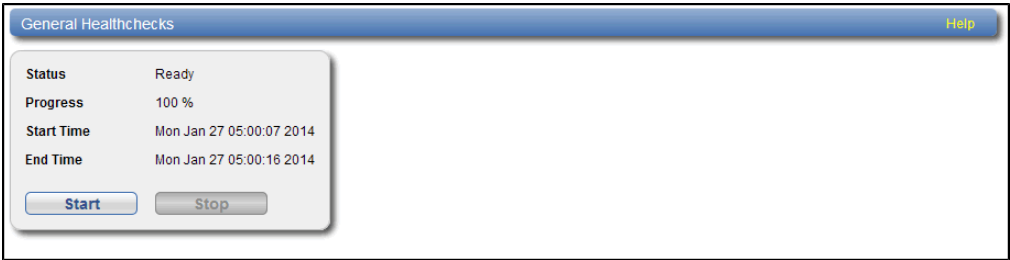 General Healthchecks Help
Status Ready
Progress 100 %
Start Time Mon Jan 27 05:00:07 2014
End Time Mon Jan 27 05:00:16 2014
Start Stop